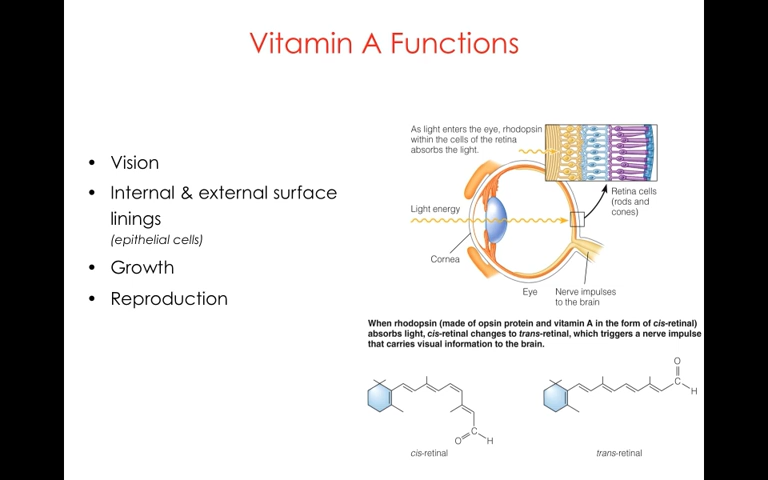 Vitamin A Functions
• Vision
• Internal & external surface
linings
(epithelial cells)
• Growth
• Reproduction
As light enters the eye, rhodopsin
within the cells of the retina
absorbs the light.
Retina cells
(rods and
cones)
Light energy
Cornea
Eye
Nerve impulses
to the brain
When rhodopsin (made of opsin protein and vitamin A in the form of cis-retinal)
absorbs light, cis-retinal changes to trans-retinal, which triggers a nerve impulse
that carries visual information to the brain.
O
C
H
O
C
H
cis-retinal
trans-retinal